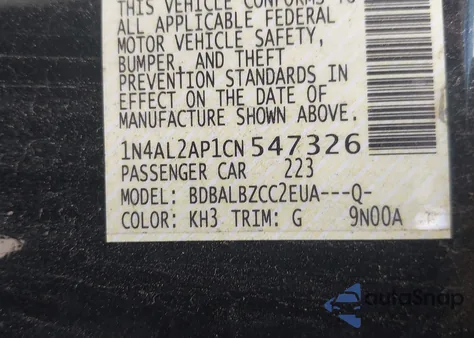 THIS VEHICLE CONFORMS TO
ALL APPLICABLE FEDERAL
MOTOR VEHICLE SAFETY,
BUMPER, AND THEFT
PREVENTION STANDARDS IN
EFFECT ON THE DATE OF
MANUFACTURE SHOWN ABOVE.
1N4AL2AP1CN547326
PASSENGER CAR 223
MODEL: BDBALBZCC2EUA---Q-
COLOR: KH3 TRIM: G 9N00A
autoSnap